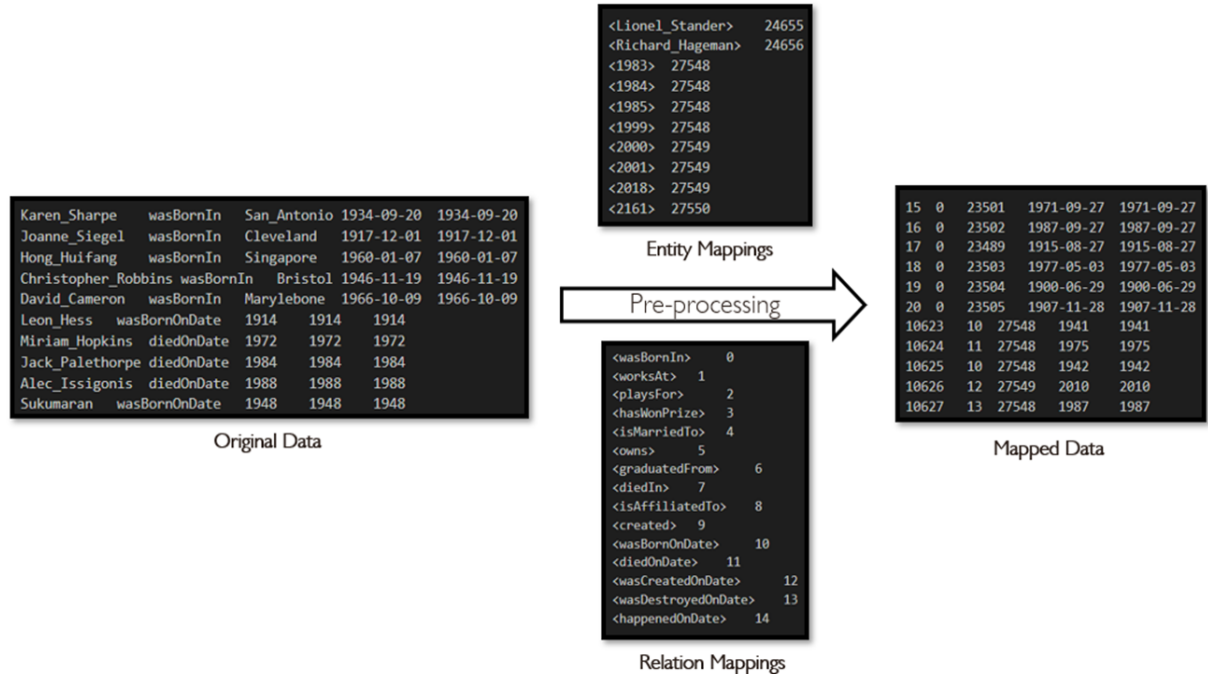 Karen_Sharpe wasBornIn San_Antonio 1934-09-20 1934-09-20
Joanne_Siegel wasBornIn Cleveland 1917-12-01 1917-12-01
Hong_Huifang wasBornIn Singapore 1960-01-07 1960-01-07
Christopher_Robbins wasBornIn Bristol 1946-11-19 1946-11-19
David_Cameron wasBornIn Marylebone 1966-10-09 1966-10-09
Leon_Hess wasBornOnDate 1914 1914 1914
Miriam_Hopkins diedOnDate 1972 1972 1972
Jack_Palethorpe diedOnDate 1984 1984 1984
Alec_Issigonis diedOnDate 1988 1988 1988
Sukumaran wasBornOnDate 1948 1948 1948
Original Data
<Lionel_Stander> 24655
<Richard_Hageman> 24656
<1983> 27548
<1984> 27548
<1985> 27548
<1999> 27548
<2000> 27549
<2001> 27549
<2018> 27549
<2161> 27550
Entity Mappings
Pre-processing
<wasBornIn> 0
<worksAt> 1
<playsFor> 2
<hasWonPrize> 3
<isMarriedTo> 4
<owns> 5
<graduatedFrom> 6
<diedIn> 7
<isAffiliatedTo> 8
<created> 9
<wasBornOnDate> 10
<diedOnDate> 11
<wasCreatedOnDate> 12
<wasDestroyedOnDate> 13
<happenedOnDate> 14
Relation Mappings
15 0 23501 1971-09-27 1971-09-27
16 0 23502 1987-09-27 1987-09-27
17 0 23489 1915-08-27 1915-08-27
18 0 23503 1977-05-03 1977-05-03
19 0 23504 1900-06-29 1900-06-29
20 0 23505 1907-11-28 1907-11-28
10623 10 27548 1941 1941
10624 11 27548 1975 1975
10625 10 27548 1942 1942
10626 12 27549 2010 2010
10627 13 27548 1987 1987
Mapped Data